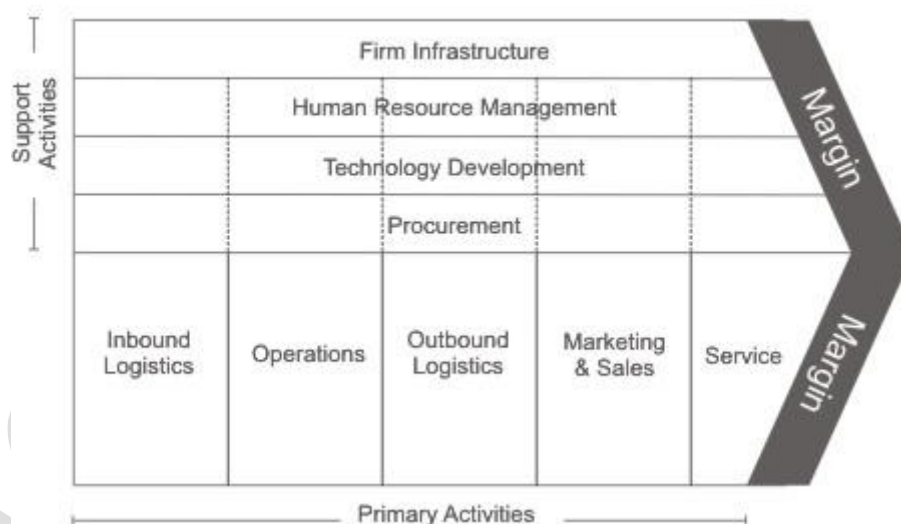 Support
Activities
Firm Infrastructure
Human Resource Management
Technology Development
Procurement
Margin
Inbound
Logistics
Operations
Outbound
Logistics
Marketing
& Sales
Service
Margin
Primary Activities